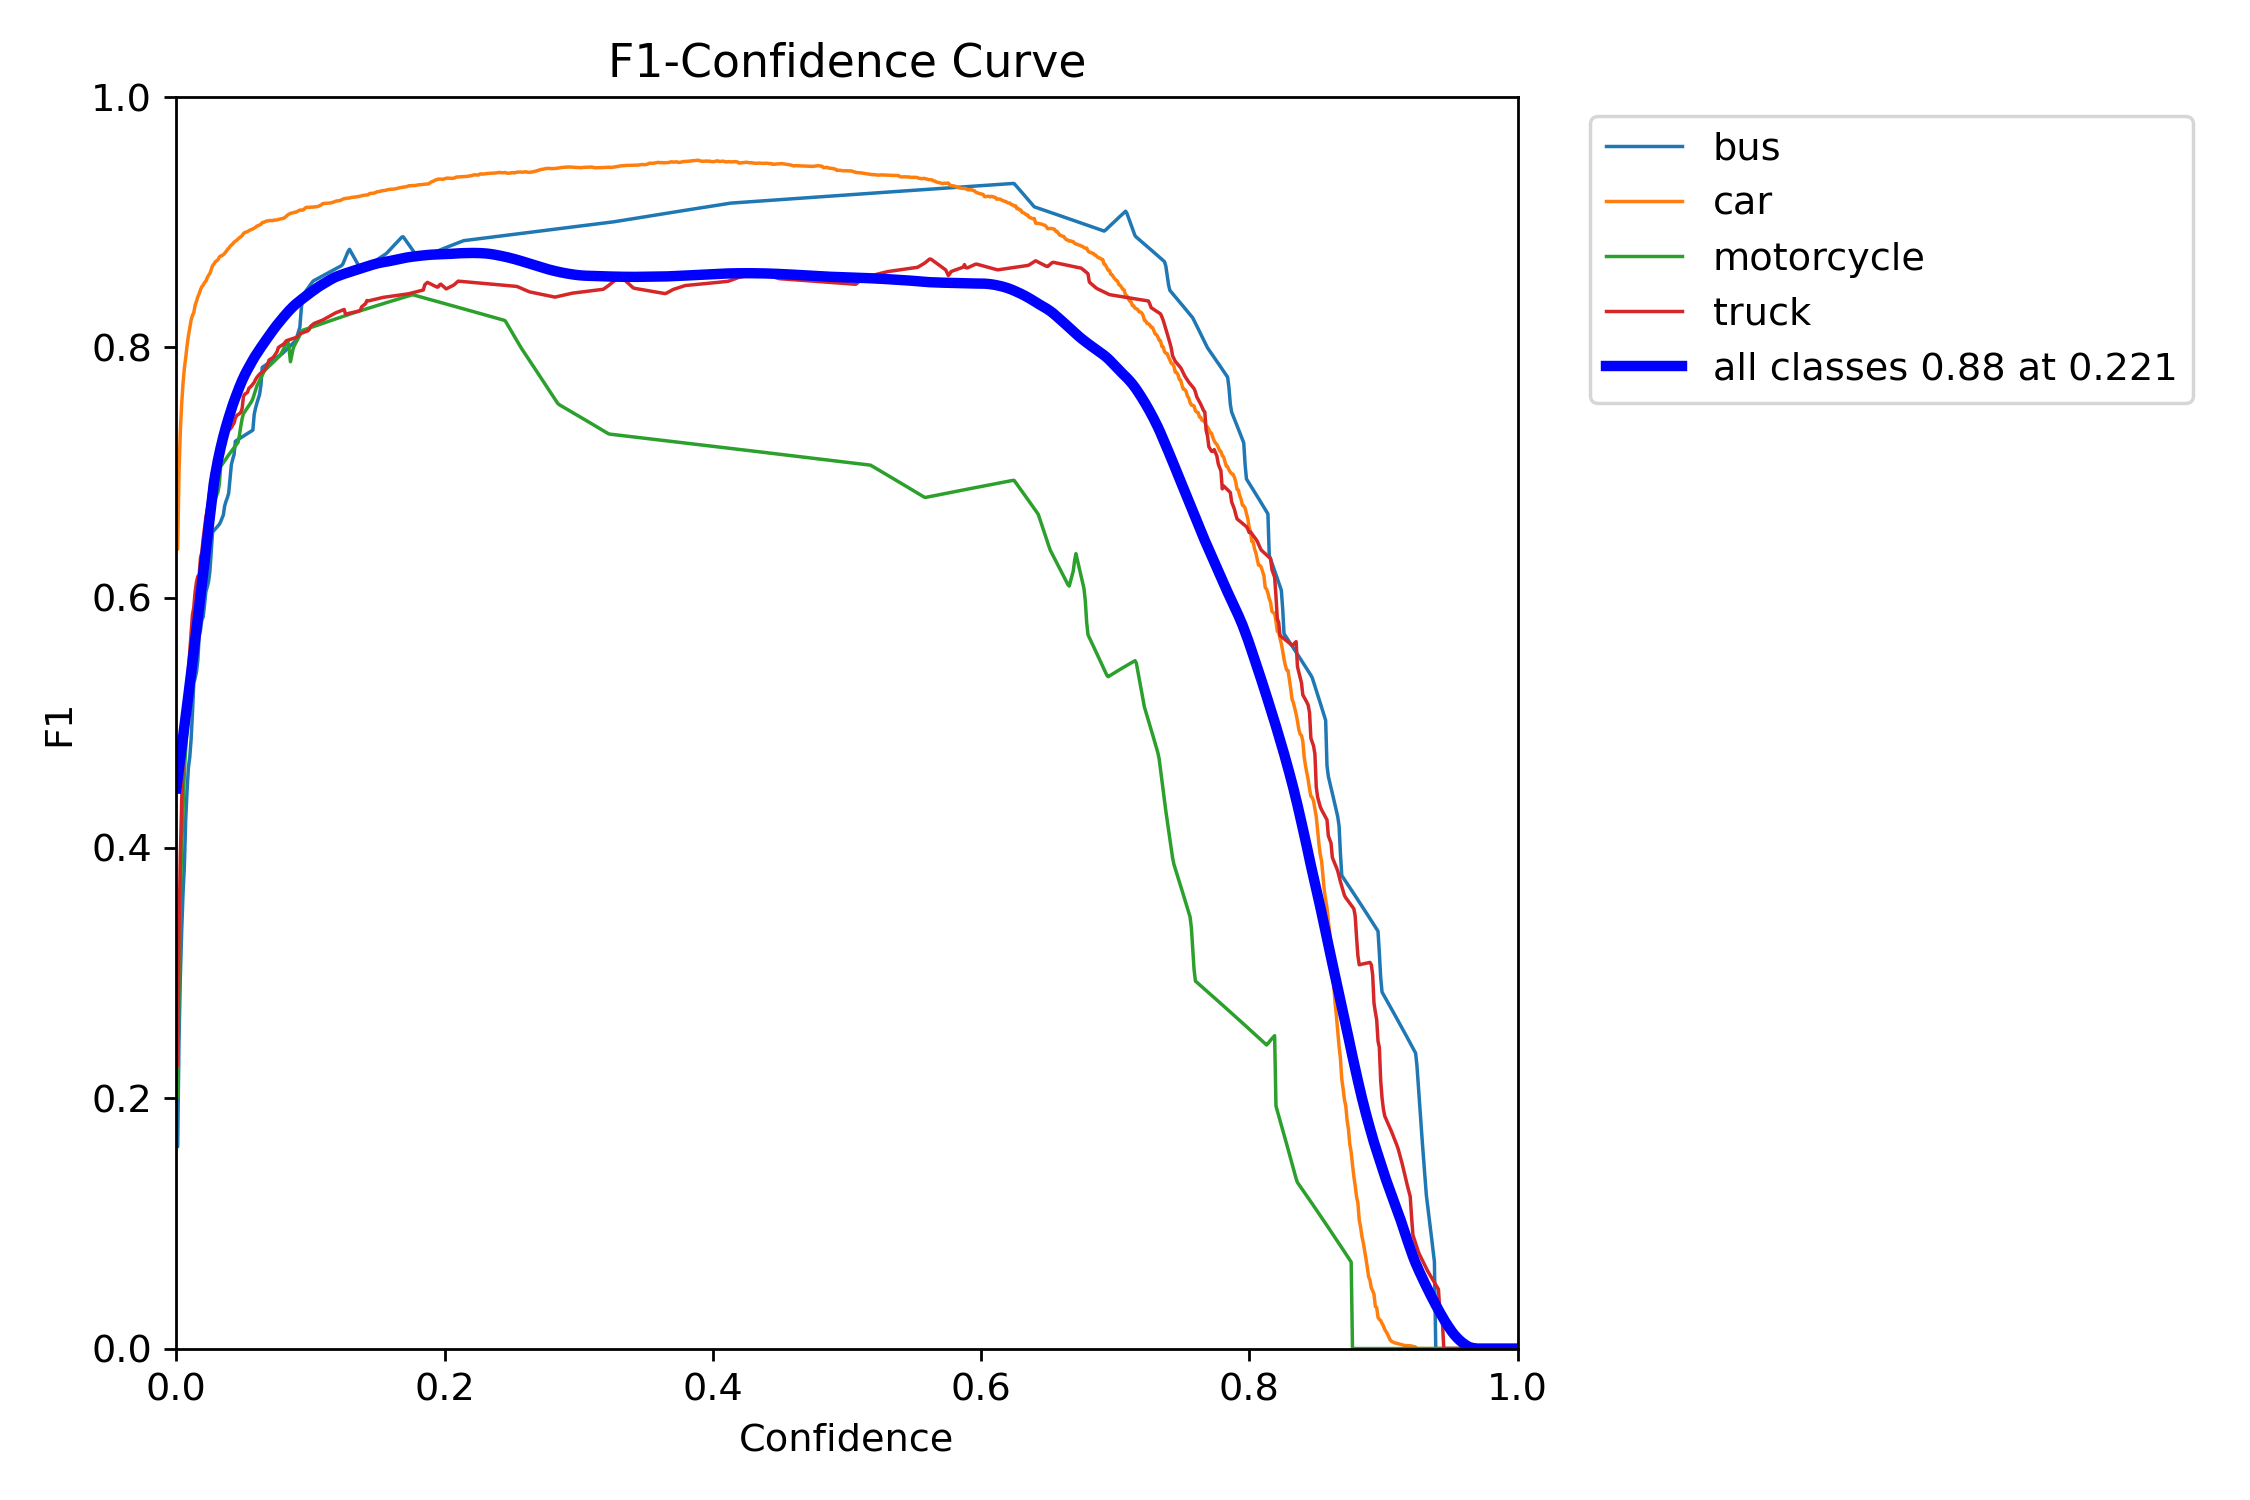 F1-Confidence Curve
1.0
0.8
0.6
0.4
0.2
0.0
F1
0.0 0.2 0.4 0.6 0.8 1.0
Confidence
bus
car
motorcycle
truck
all classes 0.88 at 0.221